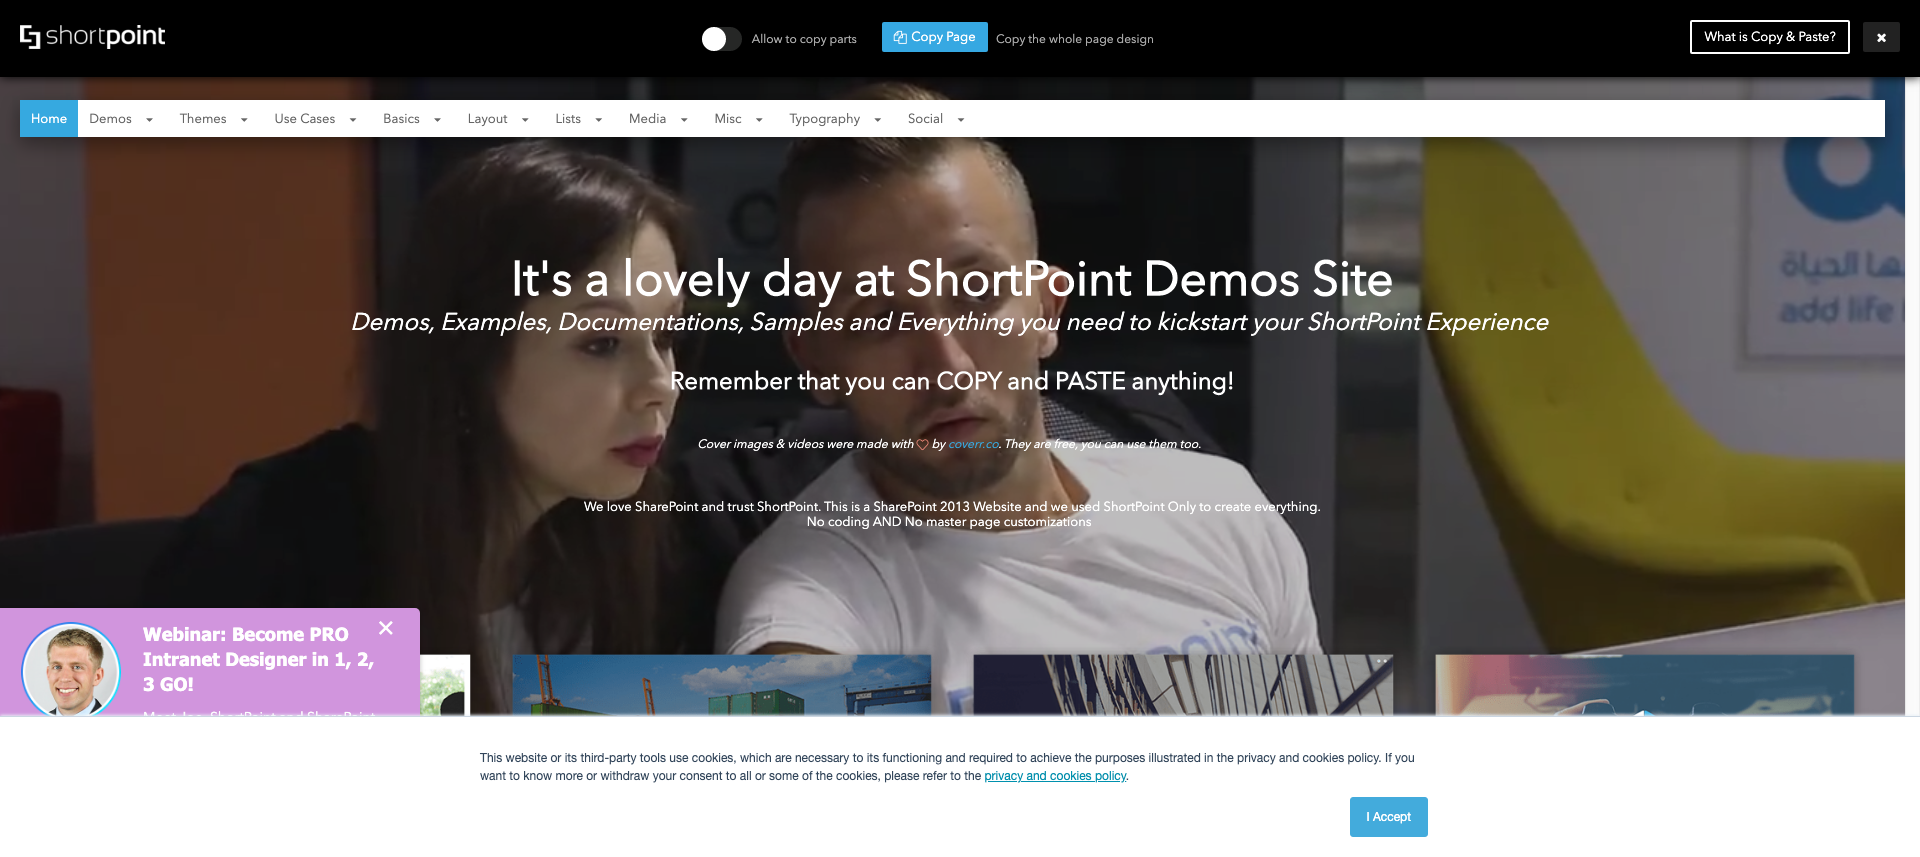 shortpoint
Allow to copy parts
Copy Page
Copy the whole page design
What is Copy & Paste?
Home
Demos
Themes
Use Cases
Basics
Layout
Lists
Media
Misc
Typography
Social
لها الحياة
add life
It's a lovely day at ShortPoint Demos Site
Demos, Examples, Documentations, Samples and Everything you need to kickstart your ShortPoint Experience
Remember that you can COPY and PASTE anything!
Cover images & videos were made with ♡ by coverr.co. They are free, you can use them too.
We love SharePoint and trust ShortPoint. This is a SharePoint 2013 Website and we used ShortPoint Only to create everything.
No coding AND No master page customizations
Webinar: Become PRO
Intranet Designer in 1, 2,
3 GO!
Meet Jon, ShortPoint and SharePoint
This website or its third-party tools use cookies, which are necessary to its functioning and required to achieve the purposes illustrated in the privacy and cookies policy. If you
want to know more or withdraw your consent to all or some of the cookies, please refer to the privacy and cookies policy.
I Accept